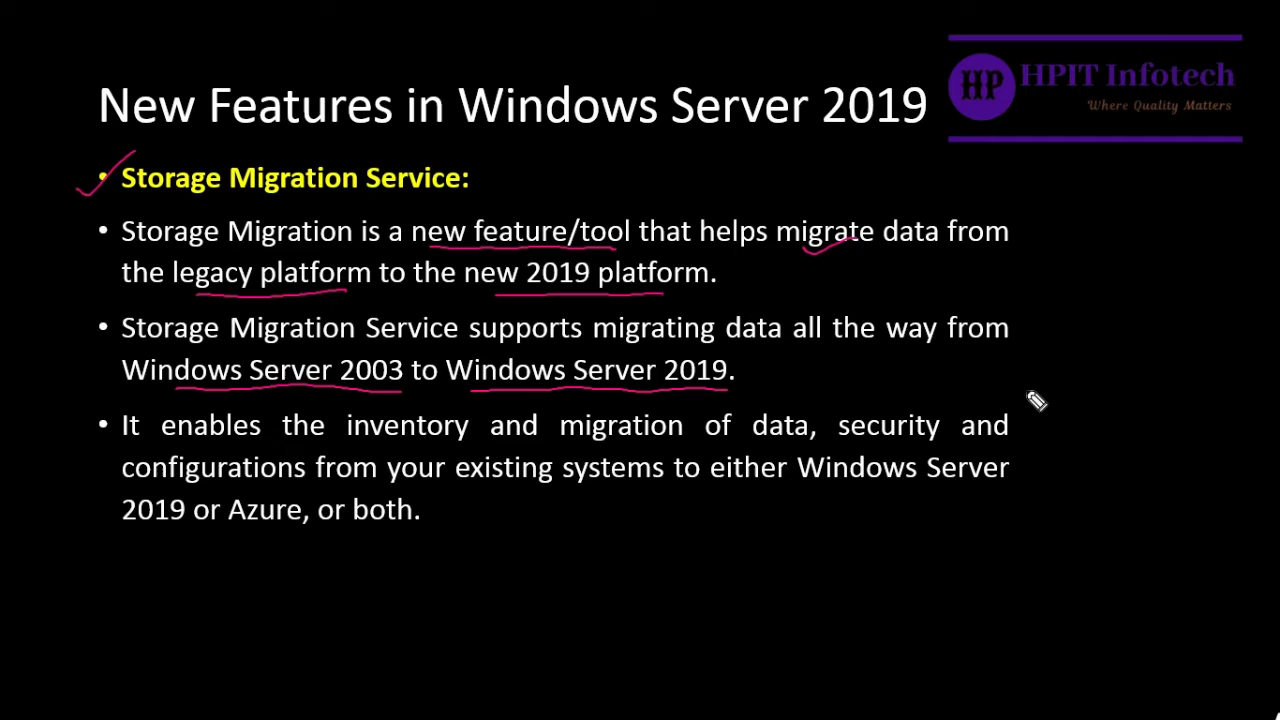 HPIT Infotech
HP
Where Quality Matters
New Features in Windows Server 2019
• Storage Migration Service:
• Storage Migration is a new feature/tool that helps migrate data from
the legacy platform to the new 2019 platform.
• Storage Migration Service supports migrating data all the way from
Windows Server 2003 to Windows Server 2019.
• It enables the inventory and migration of data, security and
configurations from your existing systems to either Windows Server
2019 or Azure, or both.